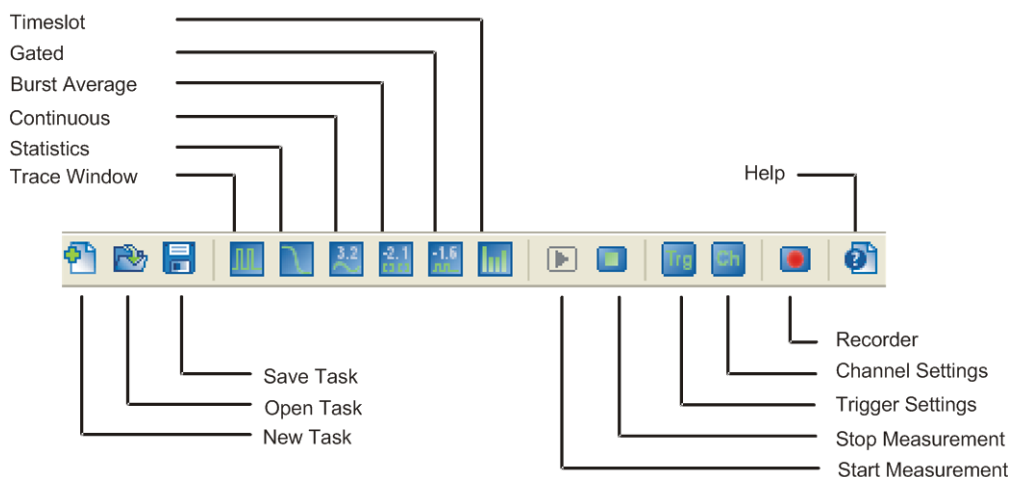 Timeslot
Gated
Burst Average
Continuous
Statistics
Trace Window
Help
3.2
-2.1
-1.6
Trg
Ch
?
Save Task
Open Task
New Task
Recorder
Channel Settings
Trigger Settings
Stop Measurement
Start Measurement